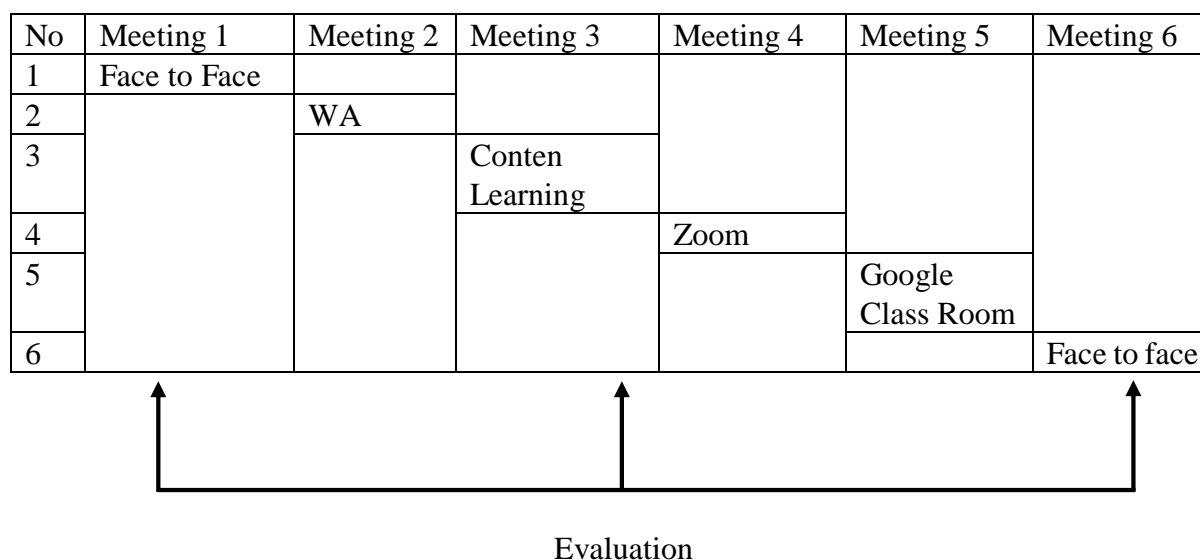 No Meeting 1 Meeting 2 Meeting 3 Meeting 4 Meeting 5 Meeting 6
1 Face to Face
2 WA
3 Conten
Learning
4 Zoom
5 Google
Class Room
6 Face to face
Evaluation